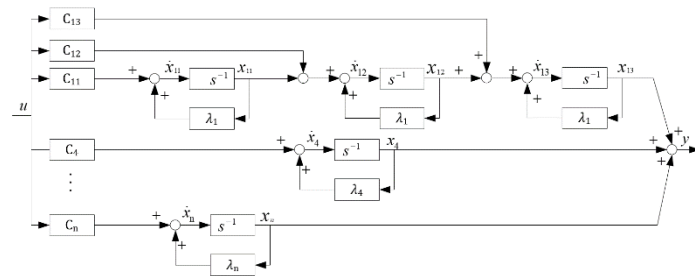 C₁₃
C₁₂
C₁₁ + ẋ₁₁ s⁻¹ x₁₁ + + ẋ₁₂ s⁻¹ x₁₂ + + + ẋ₁₃ s⁻¹ x₁₃
+ λ₁ + λ₁ + λ₁
u
C₄ + ẋ₄ s⁻¹ x₄ + + + y
+ λ₄
⋮
Cₙ + ẋₙ s⁻¹ xₙ
+ λₙ